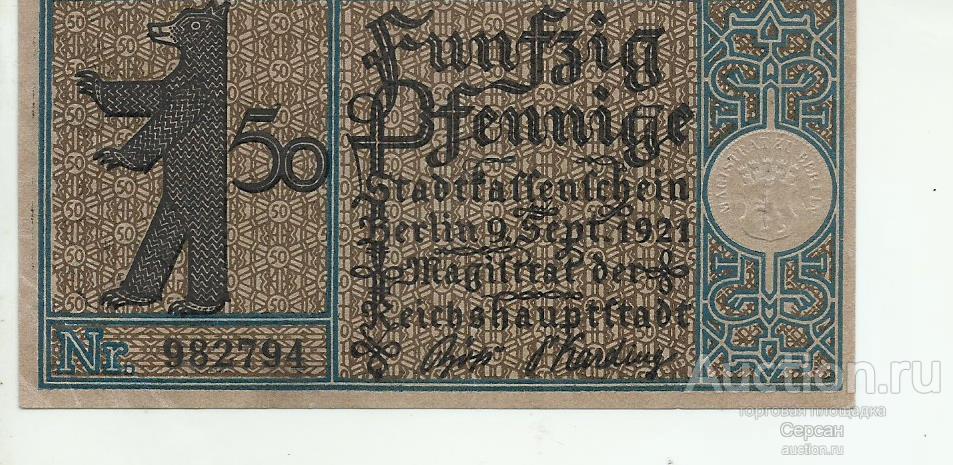 Fünfzig
Pfennige
50
Stadtkassenschein
Berlin 9. Sept. 1921
Magistrat der
Reichshauptstadt
Nr. 982794
Auction.ru
торговая площадка
Серсан
auction.ru